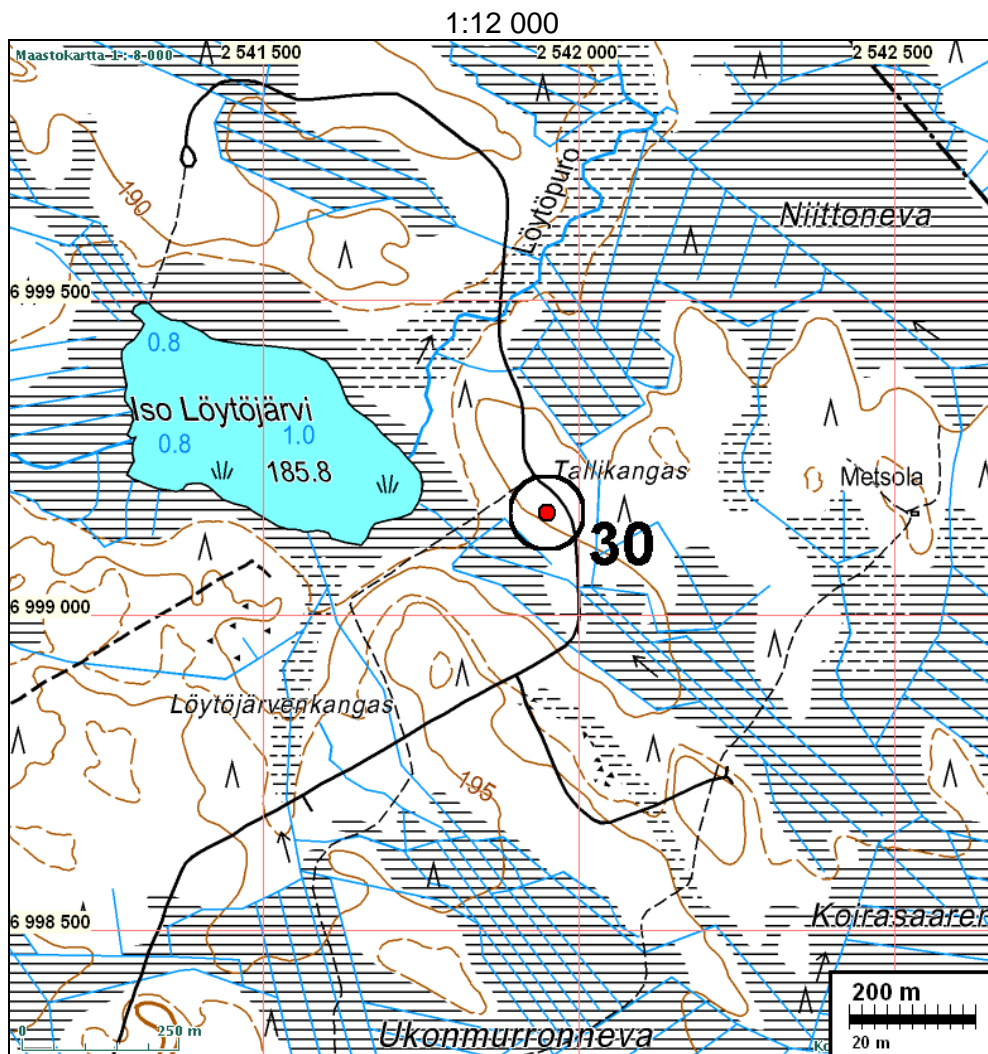 1:12 000
Maastokartta 1 : 8 000
2 541 500
2 542 000
2 542 500
190
Löytöpuro
Niittoneva
6 999 500
0.8
Iso Löytöjärvi
0.8
1.0
185.8
Tallikangas
Metsola
30
6 999 000
Löytöjärvenkangas
195
6 998 500
Koirasaaren
200 m
20 m
0
250 m
Ukonmurronneva
Ko